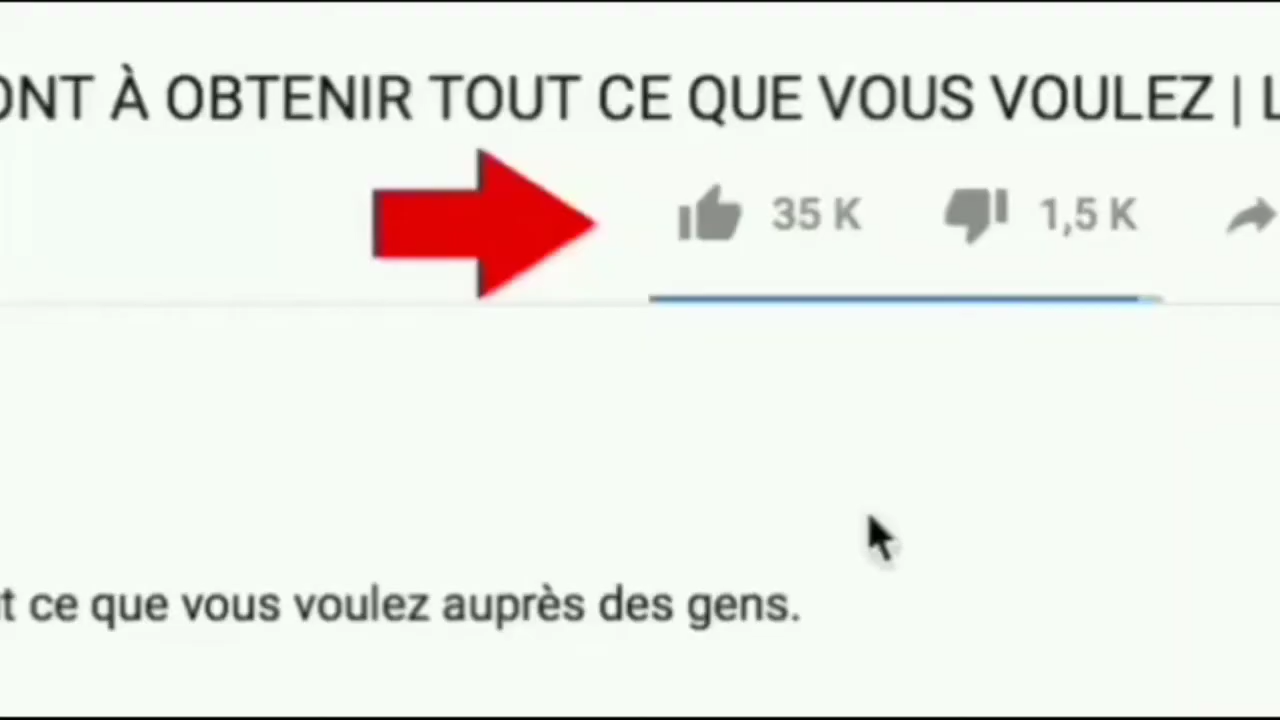 ONT À OBTENIR TOUT CE QUE VOUS VOULEZ | L
35 K 1,5 K
ce que vous voulez auprès des gens.